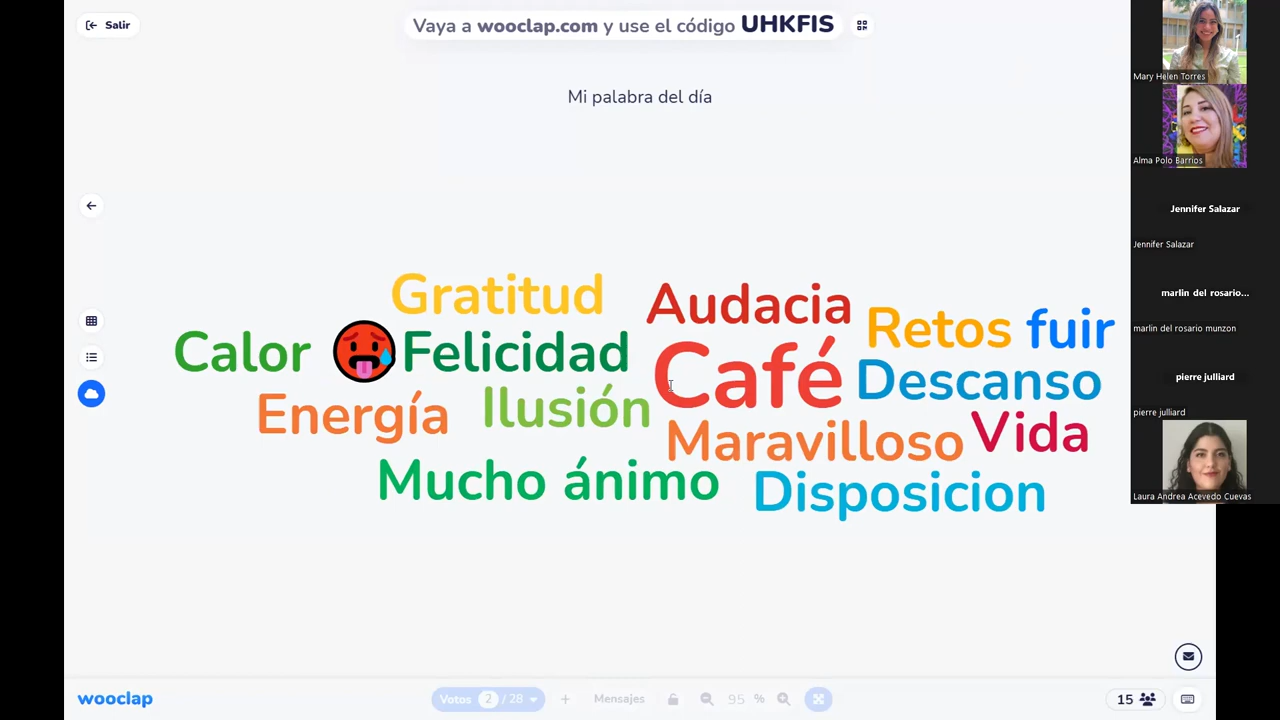 Salir
Vaya a wooclap.com y use el código UHKFIS
Mi palabra del día
Gratitud
Audacia
Retos fuir
Calor 🥵 Felicidad
Café
Descanso
Energía
Ilusión
Maravilloso
Vida
Mucho ánimo
Disposicion
wooclap
Votos 2 / 28
Mensajes
95 %
15
Mary Helen Torres
Alma Polo Barrios
Jennifer Salazar
Jennifer Salazar
marlin del rosario...
marlin del rosario munzon
pierre julliard
pierre julliard
Laura Andrea Acevedo Cuevas